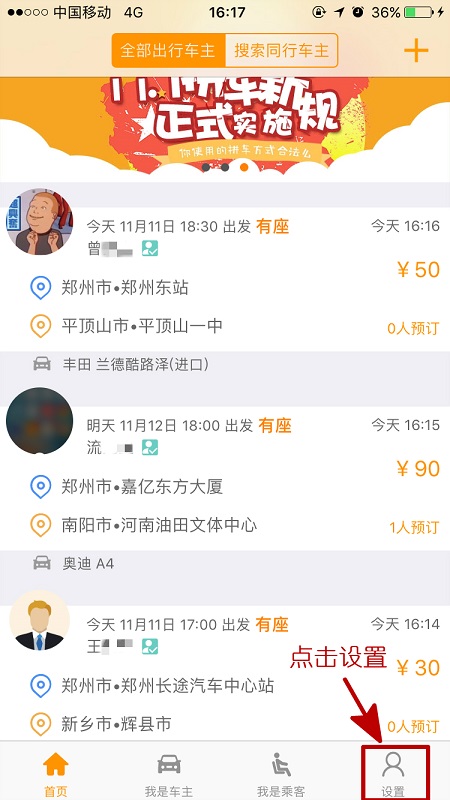 中国移动 4G 16:17 36%
全部出行车主 搜索同行车主
11.1拼车新
正式实施规
你使用的拼车方式合法么
今天 11月11日 18:30 出发 有座 今天 16:16
曾
¥50
郑州市•郑州东站
平顶山市•平顶山一中 0人预订
丰田 兰德酷路泽(进口)
明天 11月12日 18:00 出发 有座 今天 16:15
流
¥90
郑州市•嘉亿东方大厦
南阳市•河南油田文体中心 1人预订
奥迪 A4
今天 11月11日 17:00 出发 有座 今天 16:14
王
点击设置
¥30
郑州市•郑州长途汽车中心站
新乡市•辉县市 0人预订
首页 我是车主 我是乘客 设置